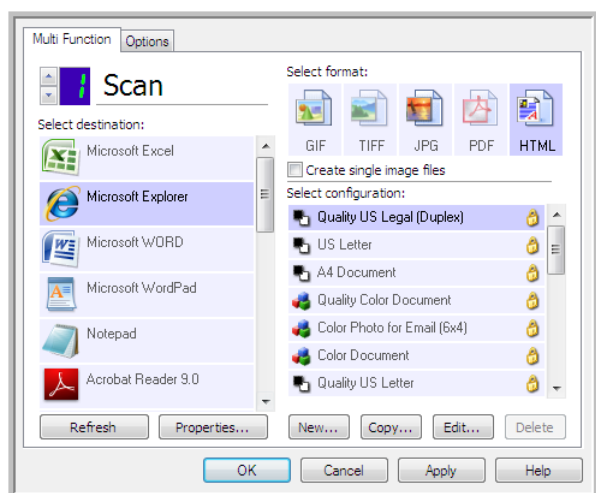 Multi Function
Options
1
Scan
Select destination:
Microsoft Excel
Microsoft Explorer
Microsoft WORD
Microsoft WordPad
Notepad
Acrobat Reader 9.0
Refresh
Properties...
Select format:
GIF
TIFF
JPG
PDF
HTML
Create single image files
Select configuration:
Quality US Legal (Duplex)
US Letter
A4 Document
Quality Color Document
Color Photo for Email (6x4)
Color Document
Quality US Letter
New...
Copy...
Edit...
Delete
OK
Cancel
Apply
Help